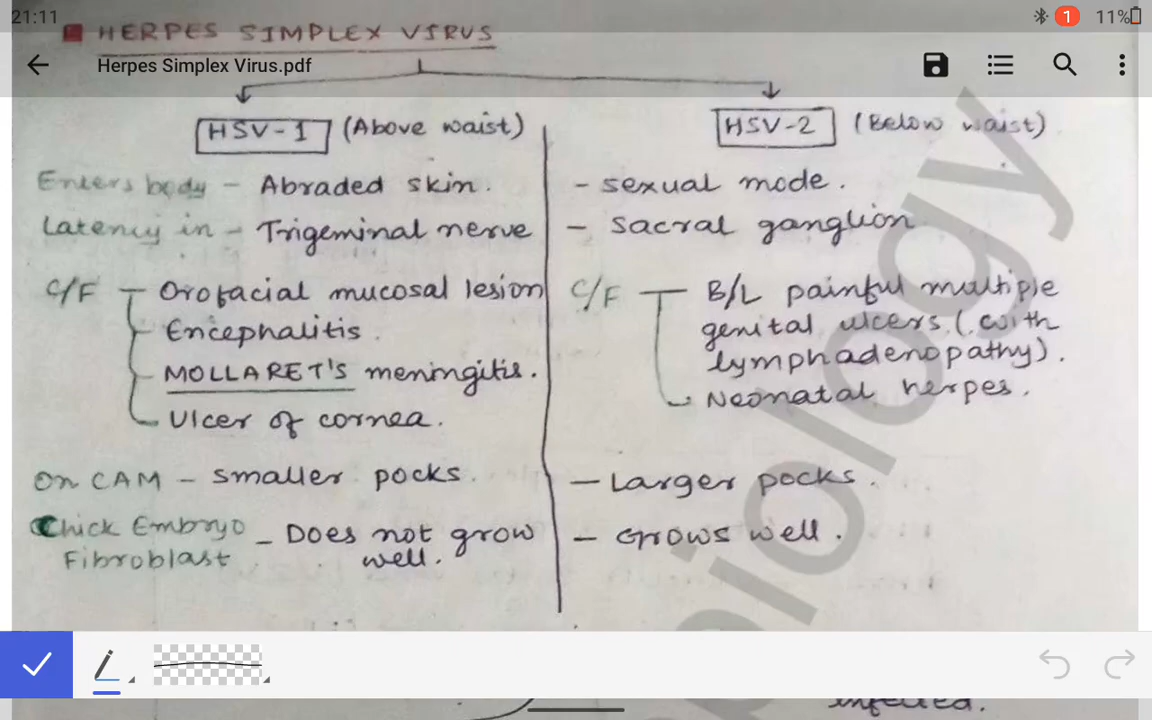 21:11
1
11%
HERPES SIMPLEX VIRUS
Herpes Simplex Virus.pdf
HSV-1 (Above waist)
HSV-2 (Below waist)
Enters body - Abraded skin.
- sexual mode.
Latency in - Trigeminal nerve
- Sacral ganglion
C/F - Orofacial mucosal lesion
Encephalitis.
MOLLARET'S meningitis.
Ulcer of cornea.
C/F - B/L painful multiple
genital ulcers. (with
lymphadenopathy).
Neonatal herpes.
On CAM - smaller pocks.
- Larger pocks.
Chick Embryo - Does not grow
Fibroblast well.
- Grows well.
infected.